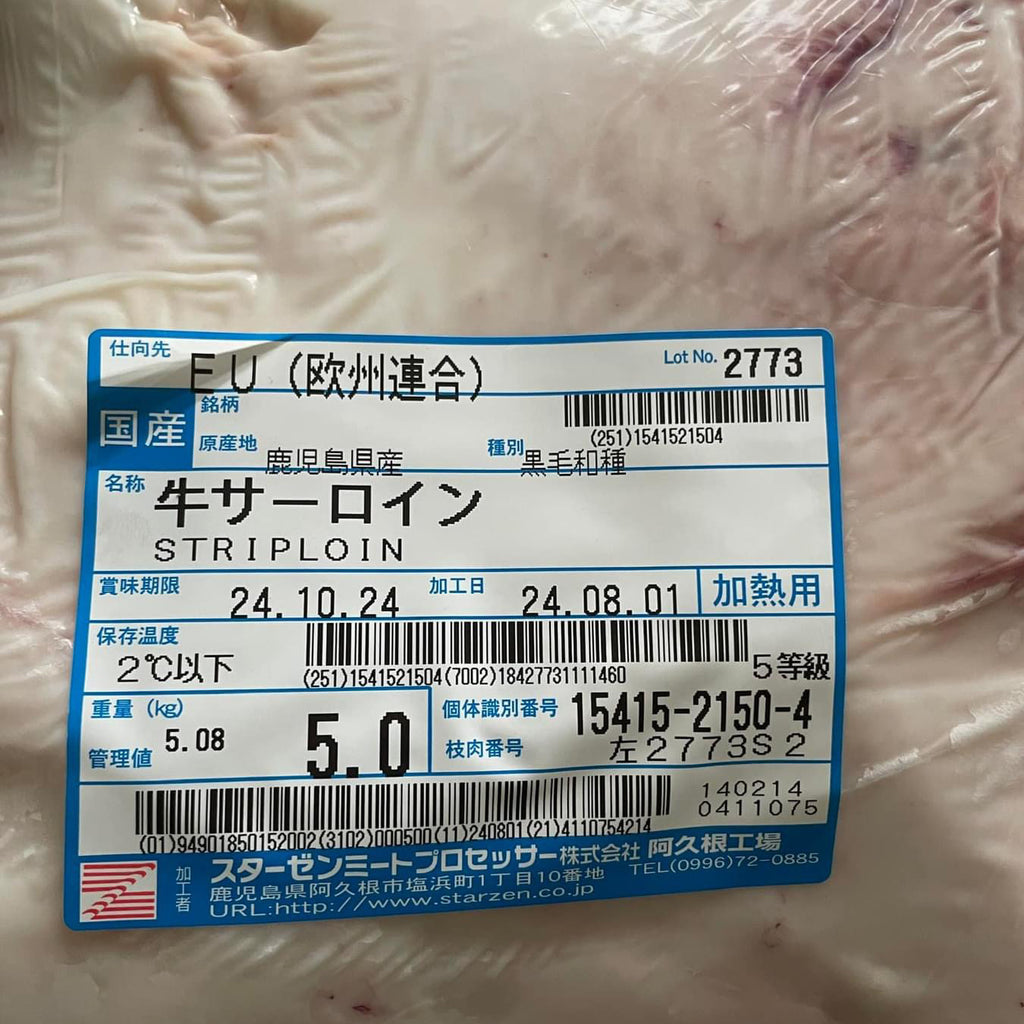 仕向先 EU（欧州連合） Lot No. 2773
国産
銘柄
(251)1541521504
原産地 鹿児島県産 種別 黒毛和種
名称 牛サーロイン
STRIPLOIN
賞味期限 24.10.24 加工日 24.08.01 加熱用
保存温度
2℃以下 5等級
(251)1541521504(7002)18427731111460
重量（kg） 5.0 個体識別番号 15415-2150-4
管理値 5.08 枝肉番号 左2773S2
140214
0411075
(01)94901850152002(3102)000500(11)240801(21)4110754214
加工者 スターゼンミートプロセッサー株式会社 阿久根工場
鹿児島県阿久根市塩浜町1丁目10番地 TEL(0996)72-0885
URL:http://www.starzen.co.jp